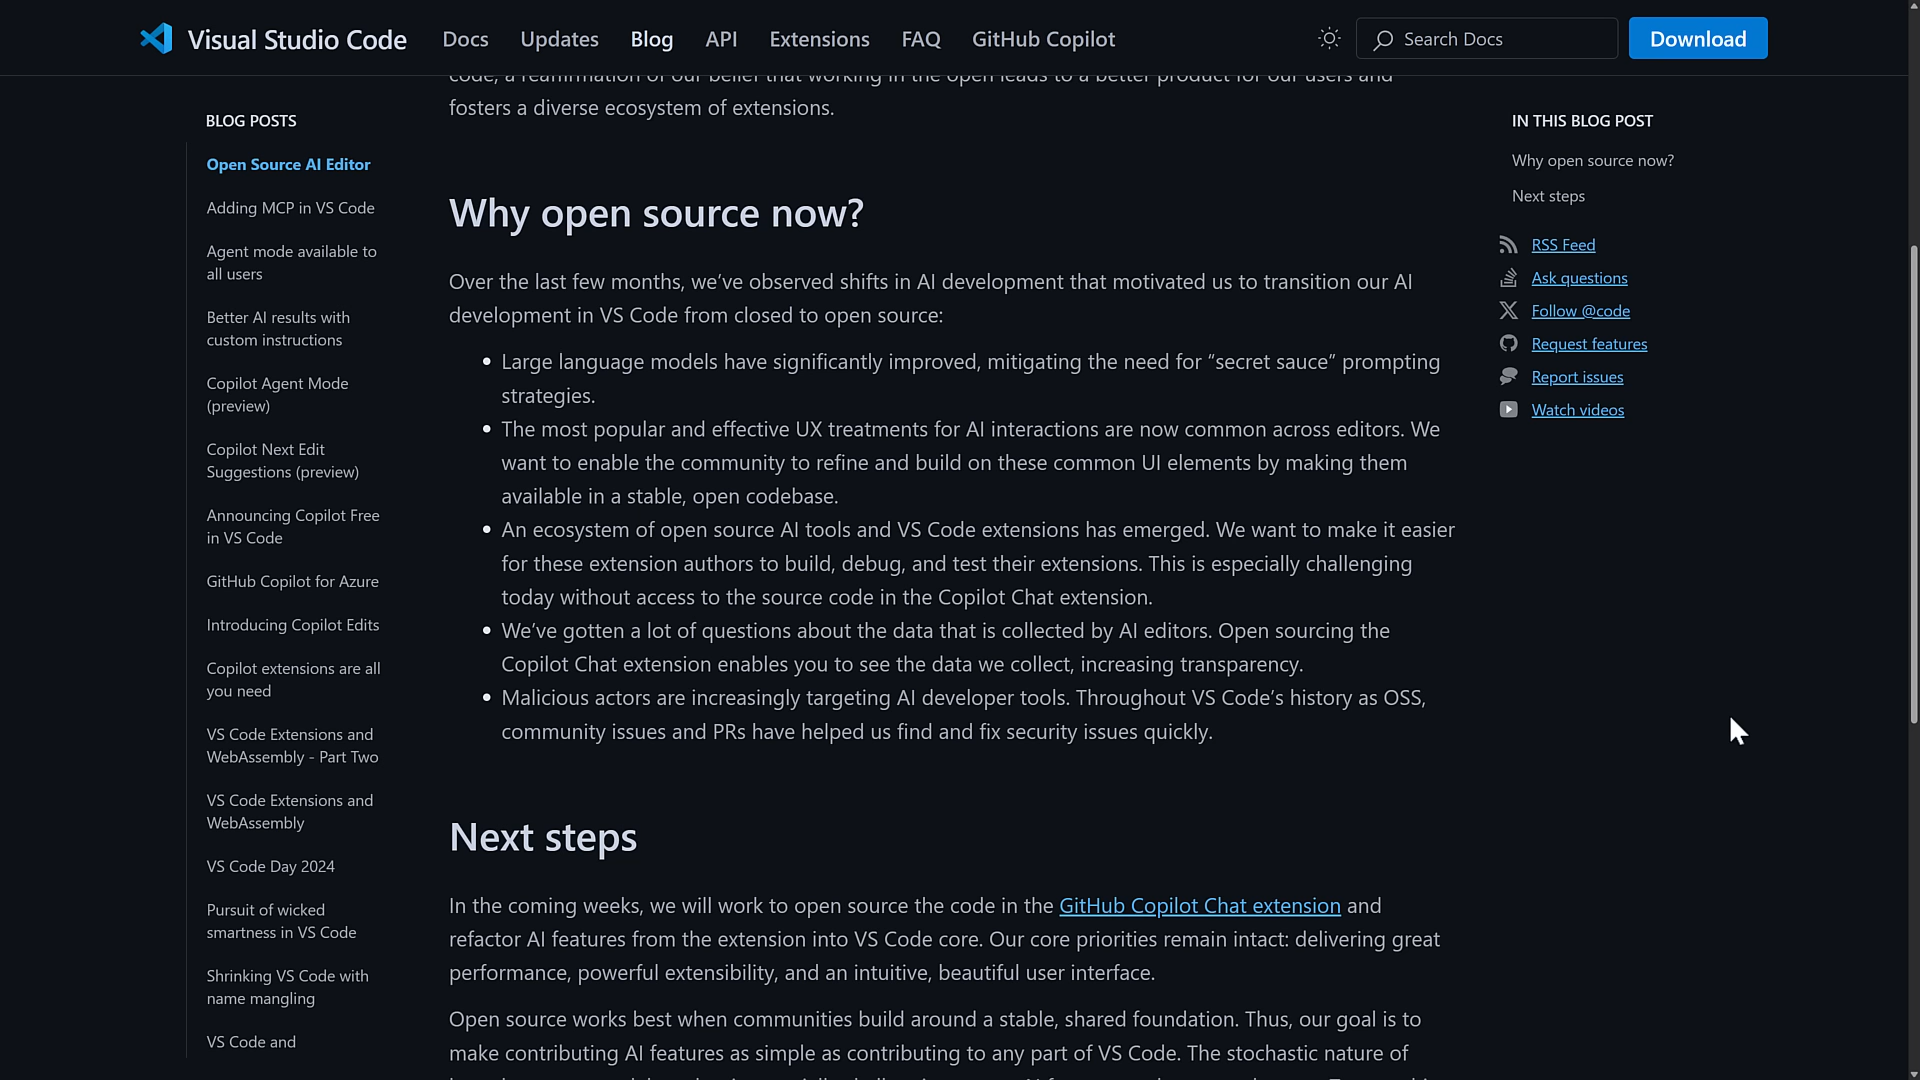 Visual Studio Code
Docs
Updates
Blog
API
Extensions
FAQ
GitHub Copilot
Search Docs
Download
BLOG POSTS
Open Source AI Editor
Adding MCP in VS Code
Agent mode available to
all users
Better AI results with
custom instructions
Copilot Agent Mode
(preview)
Copilot Next Edit
Suggestions (preview)
Announcing Copilot Free
in VS Code
GitHub Copilot for Azure
Introducing Copilot Edits
Copilot extensions are all
you need
VS Code Extensions and
WebAssembly - Part Two
VS Code Extensions and
WebAssembly
VS Code Day 2024
Pursuit of wicked
smartness in VS Code
Shrinking VS Code with
name mangling
VS Code and
code, a reaffirmation of our belief that working in the open leads to a better product for our users and
fosters a diverse ecosystem of extensions.
Why open source now?
Over the last few months, we’ve observed shifts in AI development that motivated us to transition our AI
development in VS Code from closed to open source:
• Large language models have significantly improved, mitigating the need for “secret sauce” prompting
strategies.
• The most popular and effective UX treatments for AI interactions are now common across editors. We
want to enable the community to refine and build on these common UI elements by making them
available in a stable, open codebase.
• An ecosystem of open source AI tools and VS Code extensions has emerged. We want to make it easier
for these extension authors to build, debug, and test their extensions. This is especially challenging
today without access to the source code in the Copilot Chat extension.
• We’ve gotten a lot of questions about the data that is collected by AI editors. Open sourcing the
Copilot Chat extension enables you to see the data we collect, increasing transparency.
• Malicious actors are increasingly targeting AI developer tools. Throughout VS Code’s history as OSS,
community issues and PRs have helped us find and fix security issues quickly.
Next steps
In the coming weeks, we will work to open source the code in the GitHub Copilot Chat extension and
refactor AI features from the extension into VS Code core. Our core priorities remain intact: delivering great
performance, powerful extensibility, and an intuitive, beautiful user interface.
Open source works best when communities build around a stable, shared foundation. Thus, our goal is to
make contributing AI features as simple as contributing to any part of VS Code. The stochastic nature of
IN THIS BLOG POST
Why open source now?
Next steps
RSS Feed
Ask questions
Follow @code
Request features
Report issues
Watch videos